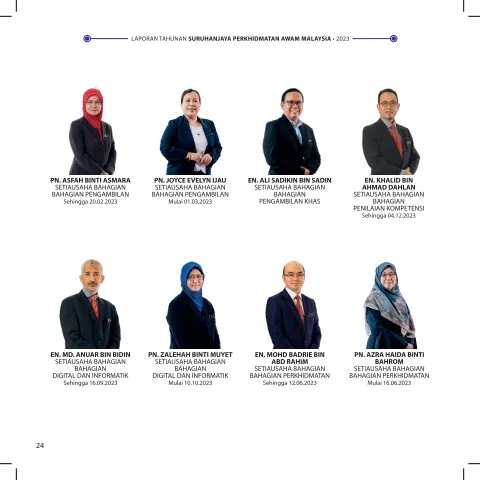 LAPORAN TAHUNAN SURUHANJAYA PERKHIDMATAN AWAM MALAYSIA • 2023
PN. ASFAH BINTI ASMARA
SETIAUSAHA BAHAGIAN
BAHAGIAN PENGAMBILAN
Sehingga 20.02.2023
PN. JOYCE EVELYN IJAU
SETIAUSAHA BAHAGIAN
BAHAGIAN PENGAMBILAN
Mulai 01.03.2023
EN. ALI SADIKIN BIN SADIN
SETIAUSAHA BAHAGIAN
BAHAGIAN
PENGAMBILAN KHAS
EN. KHALID BIN
AHMAD DAHLAN
SETIAUSAHA BAHAGIAN
BAHAGIAN
PENILAIAN KOMPETENSI
Sehingga 04.12.2023
EN. MD. ANUAR BIN BIDIN
SETIAUSAHA BAHAGIAN
BAHAGIAN
DIGITAL DAN INFORMATIK
Sehingga 16.09.2023
PN. ZALEHAH BINTI MUYET
SETIAUSAHA BAHAGIAN
BAHAGIAN
DIGITAL DAN INFORMATIK
Mulai 10.10.2023
EN. MOHD BADRIE BIN
ABD RAHIM
SETIAUSAHA BAHAGIAN
BAHAGIAN PERKHIDMATAN
Sehingga 12.06.2023
PN. AZRA HAIDA BINTI
BAHROM
SETIAUSAHA BAHAGIAN
BAHAGIAN PERKHIDMATAN
Mulai 16.06.2023
24